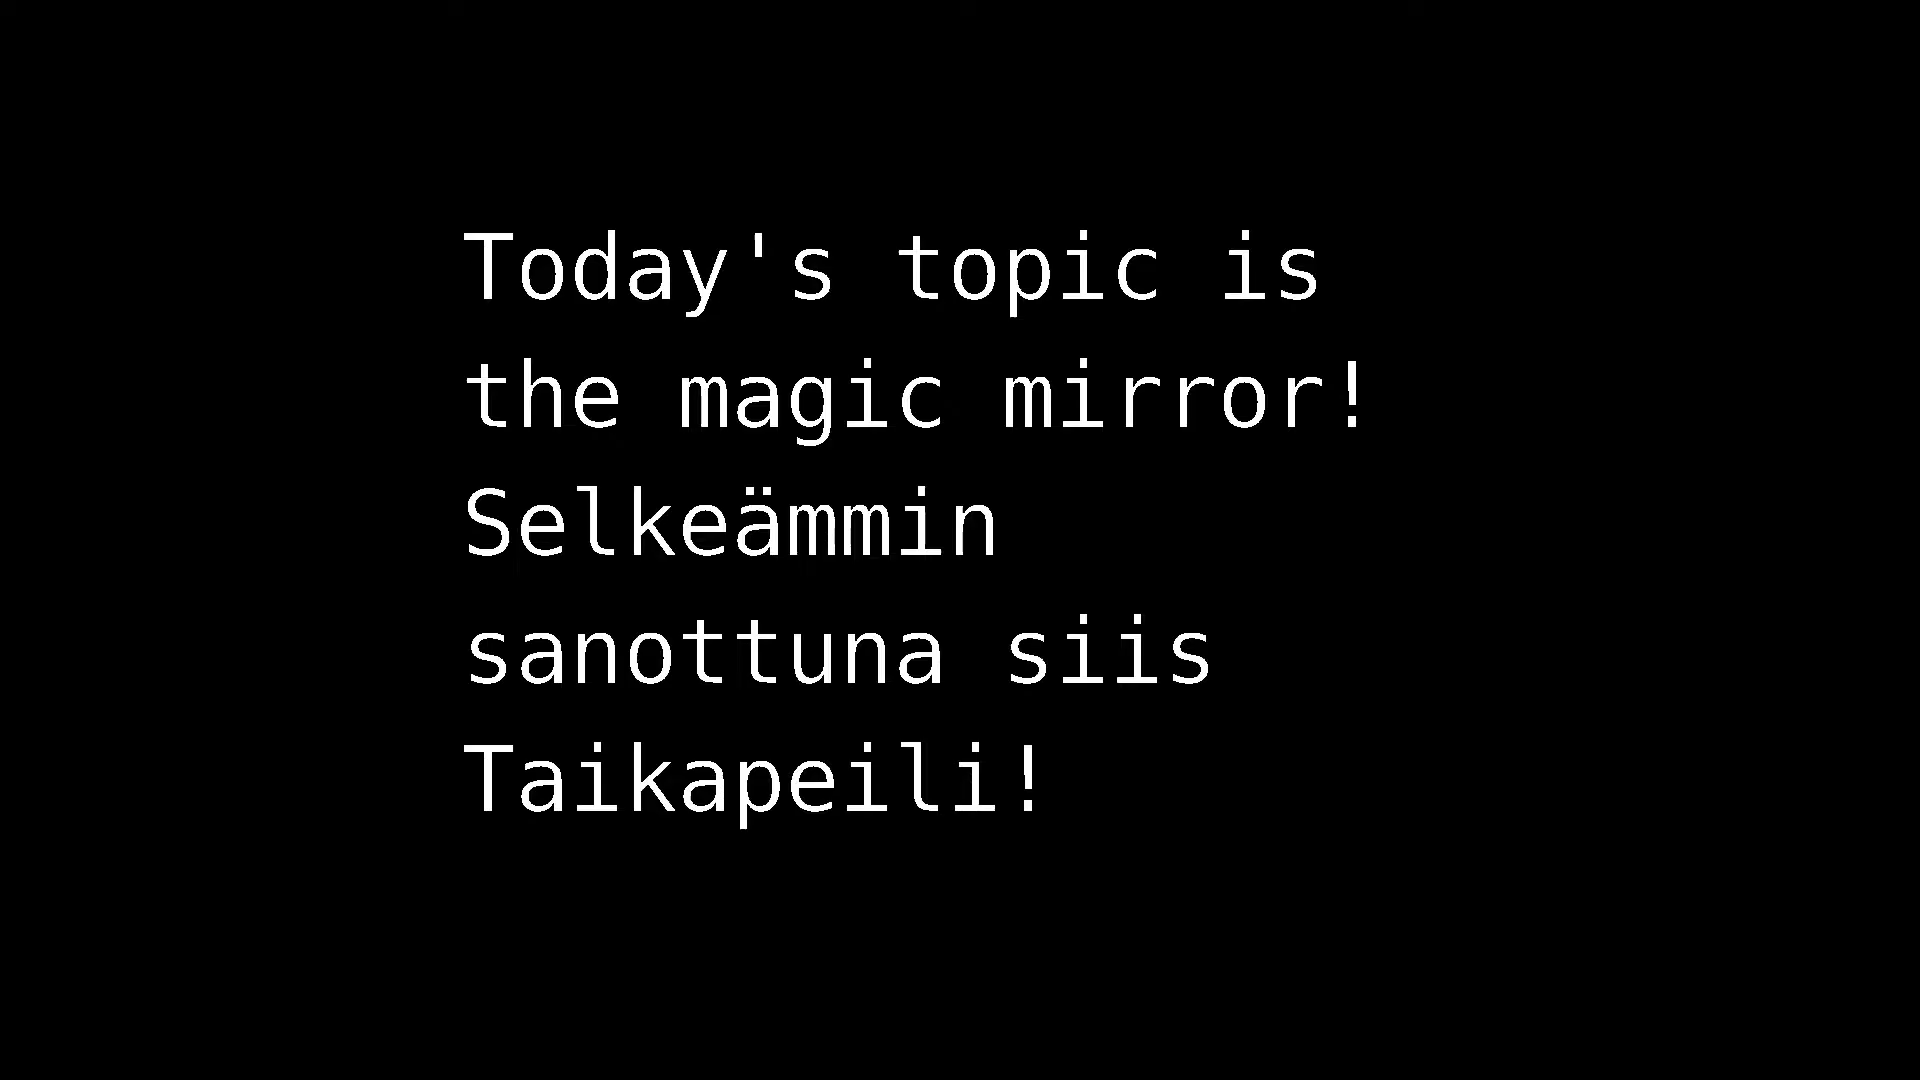 Today's topic is
the magic mirror!
Selkeämmin
sanottuna siis
Taikapeili!